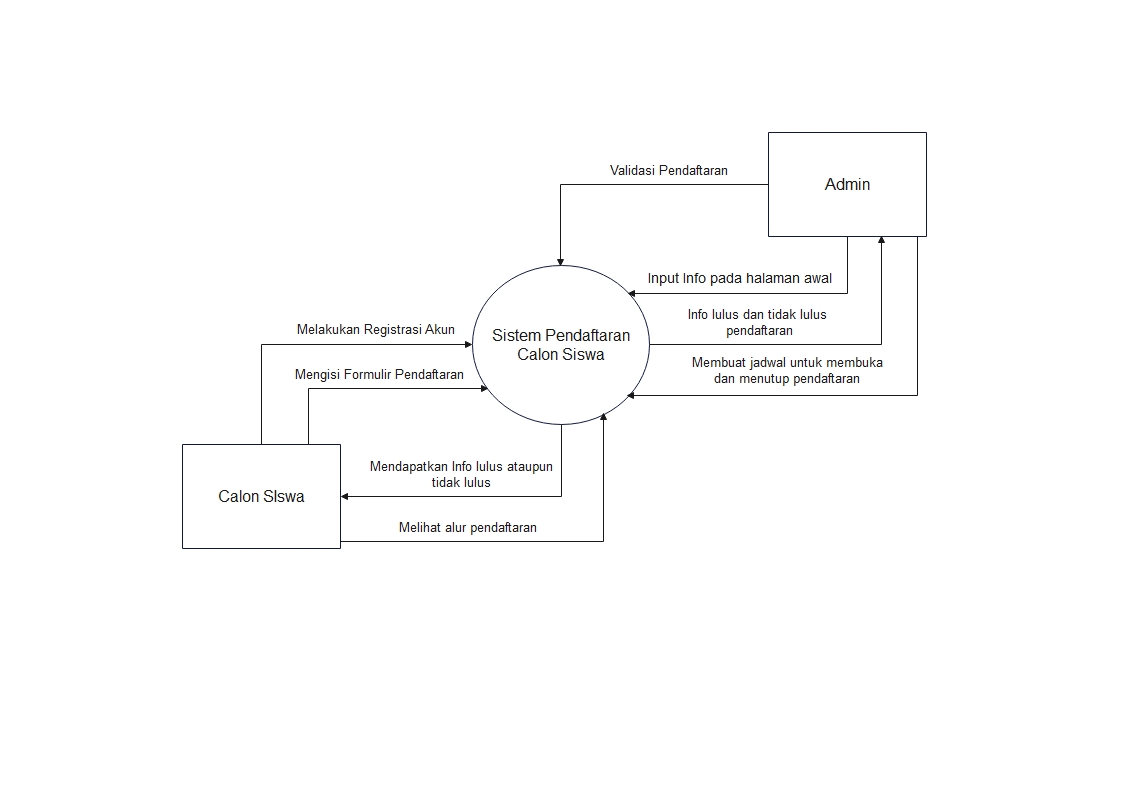 Validasi Pendaftaran
Admin
Input Info pada halaman awal
Info lulus dan tidak lulus
pendaftaran
Melakukan Registrasi Akun
Sistem Pendaftaran
Calon Siswa
Membuat jadwal untuk membuka
dan menutup pendaftaran
Mengisi Formulir Pendaftaran
Mendapatkan Info lulus ataupun
tidak lulus
Calon SIswa
Melihat alur pendaftaran